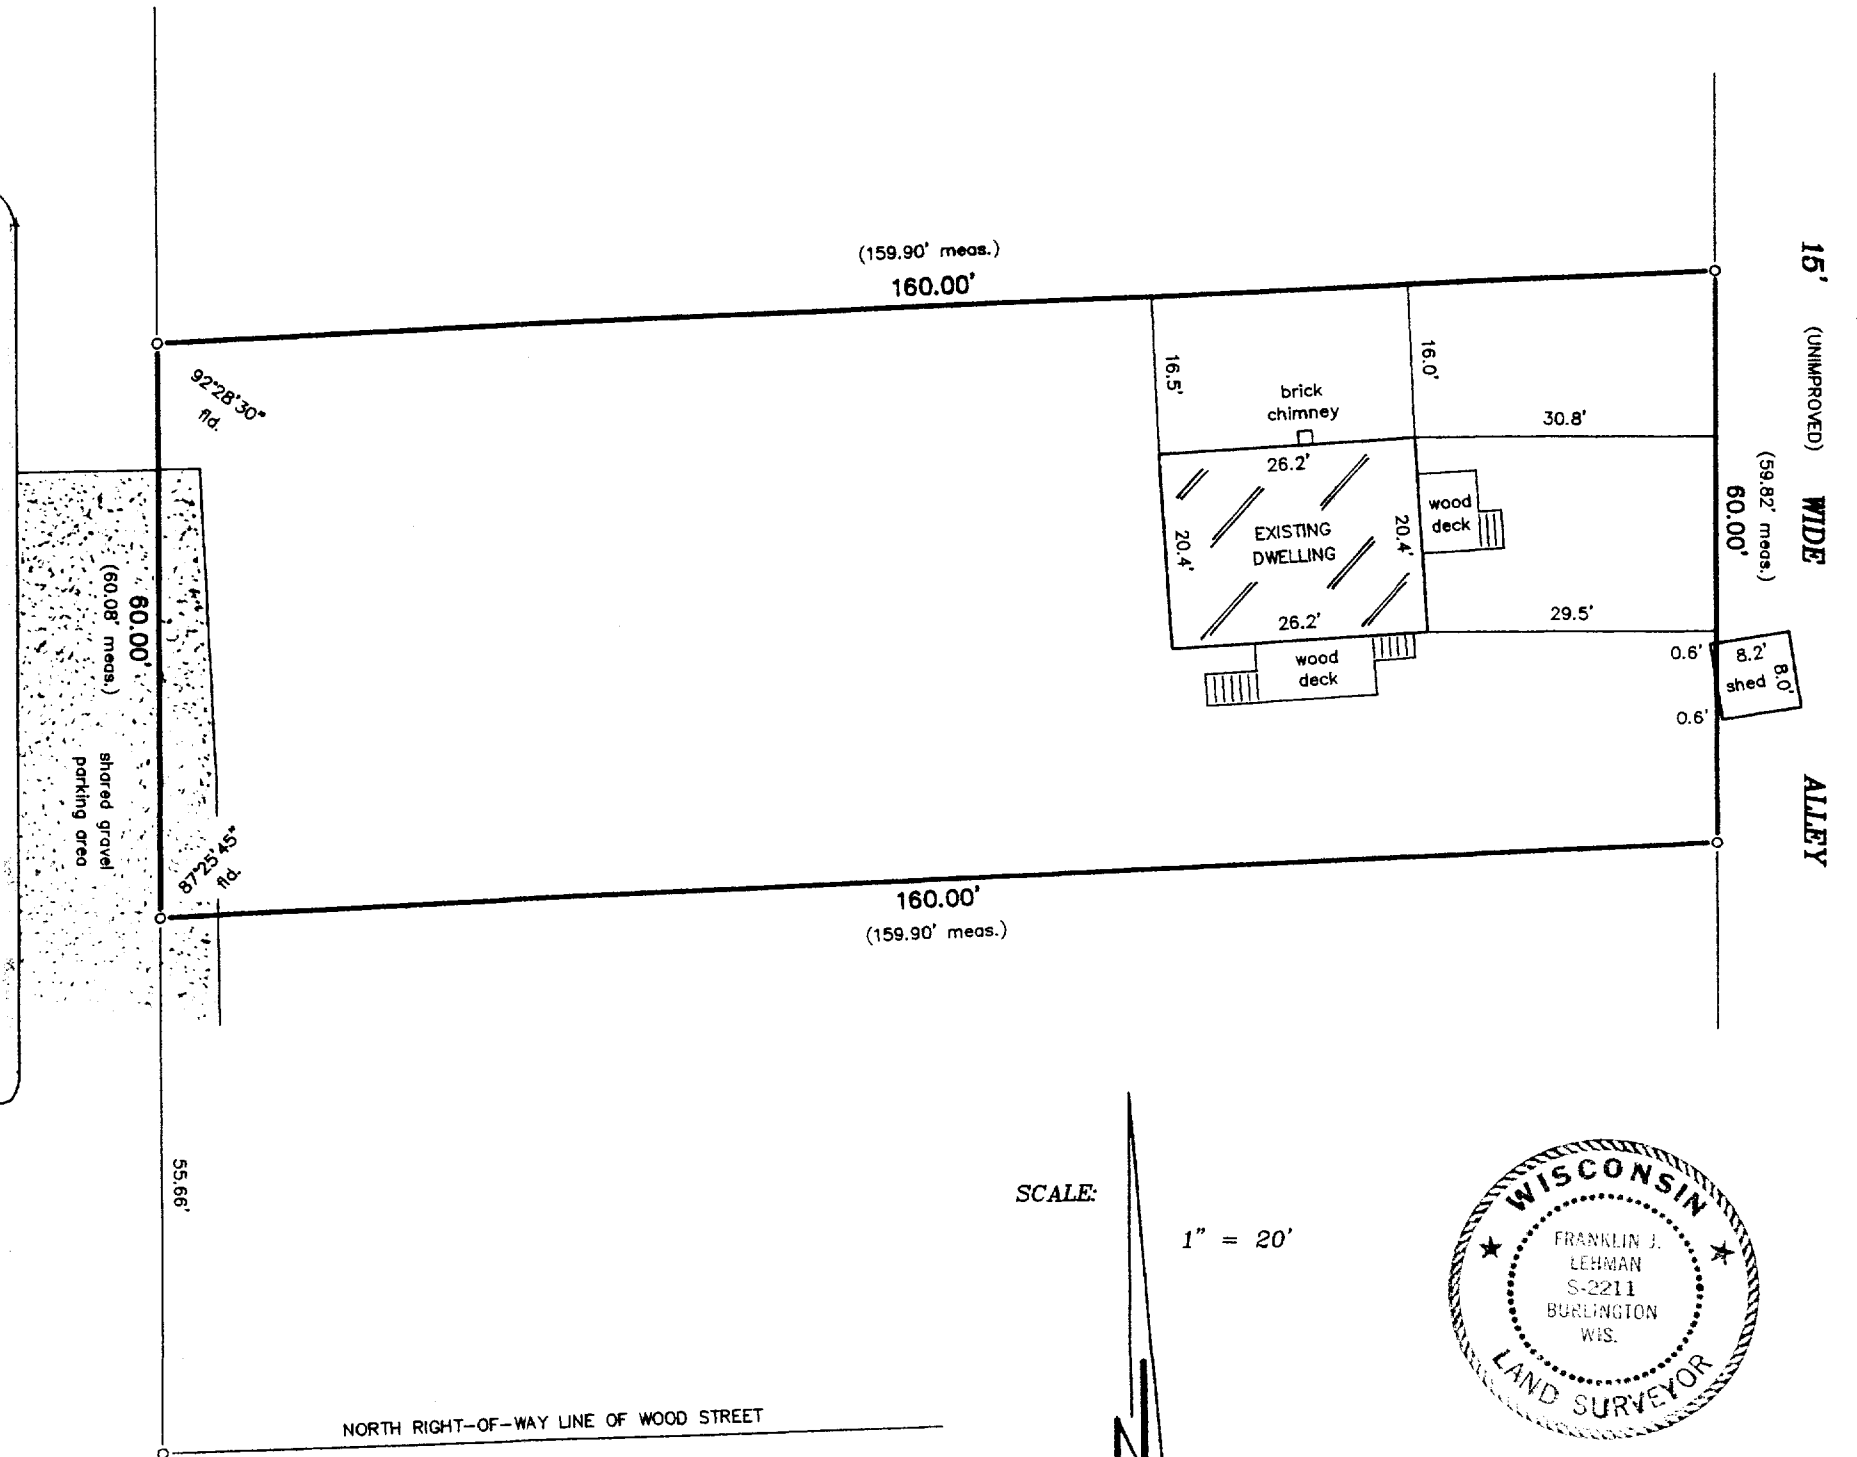 (159.90' meas.)
160.00'
92°28'30"
fld.
16.5'
16.0'
brick
chimney
30.8'
26.2'
EXISTING
DWELLING
20.4'
20.4'
26.2'
wood
deck
wood
deck
29.5'
0.6'
0.6'
8.2'
8.0'
shed
60.00'
(59.82' meas.)
15' (UNIMPROVED) WIDE ALLEY
60.00'
(60.08' meas.)
shared gravel
parking area
87°25'45"
fld.
160.00'
(159.90' meas.)
55.66'
SCALE:
1" = 20'
N
NORTH RIGHT-OF-WAY LINE OF WOOD STREET
WISCONSIN
FRANKLIN J.
LEHMAN
S-2211
BURLINGTON
WIS.
LAND SURVEYOR